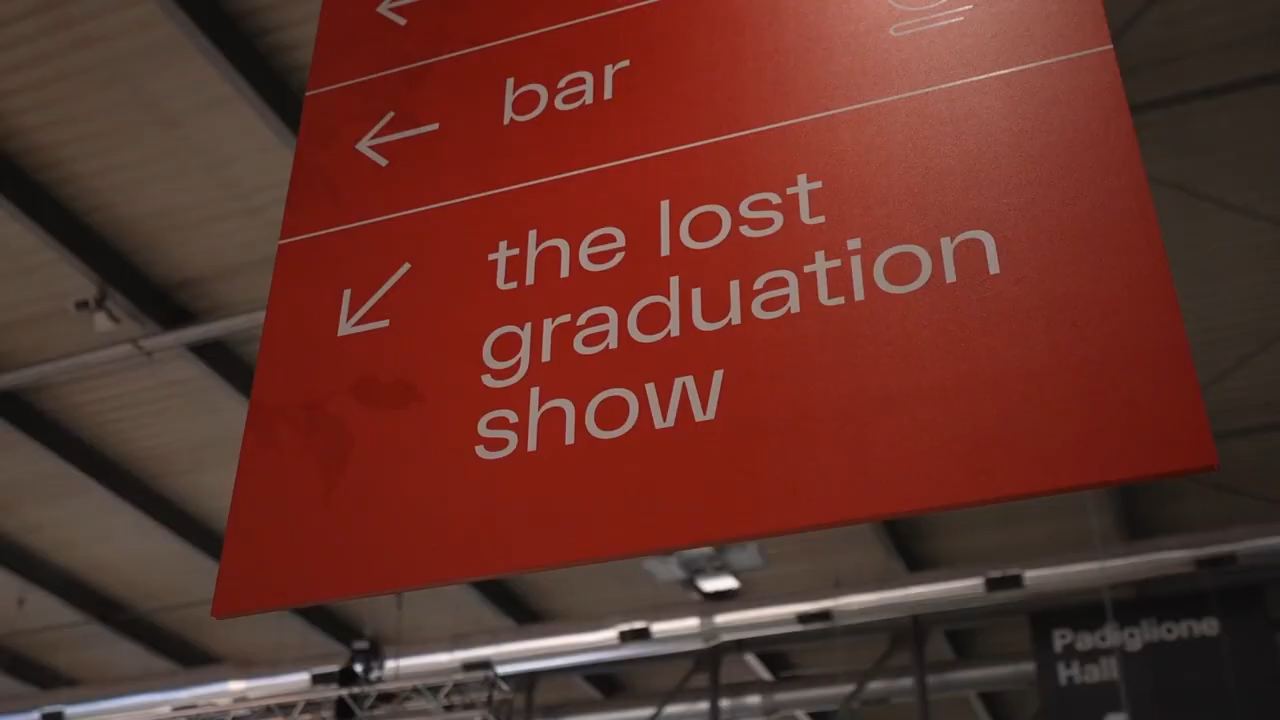 bar
the lost
graduation
show
Padiglione
Hall